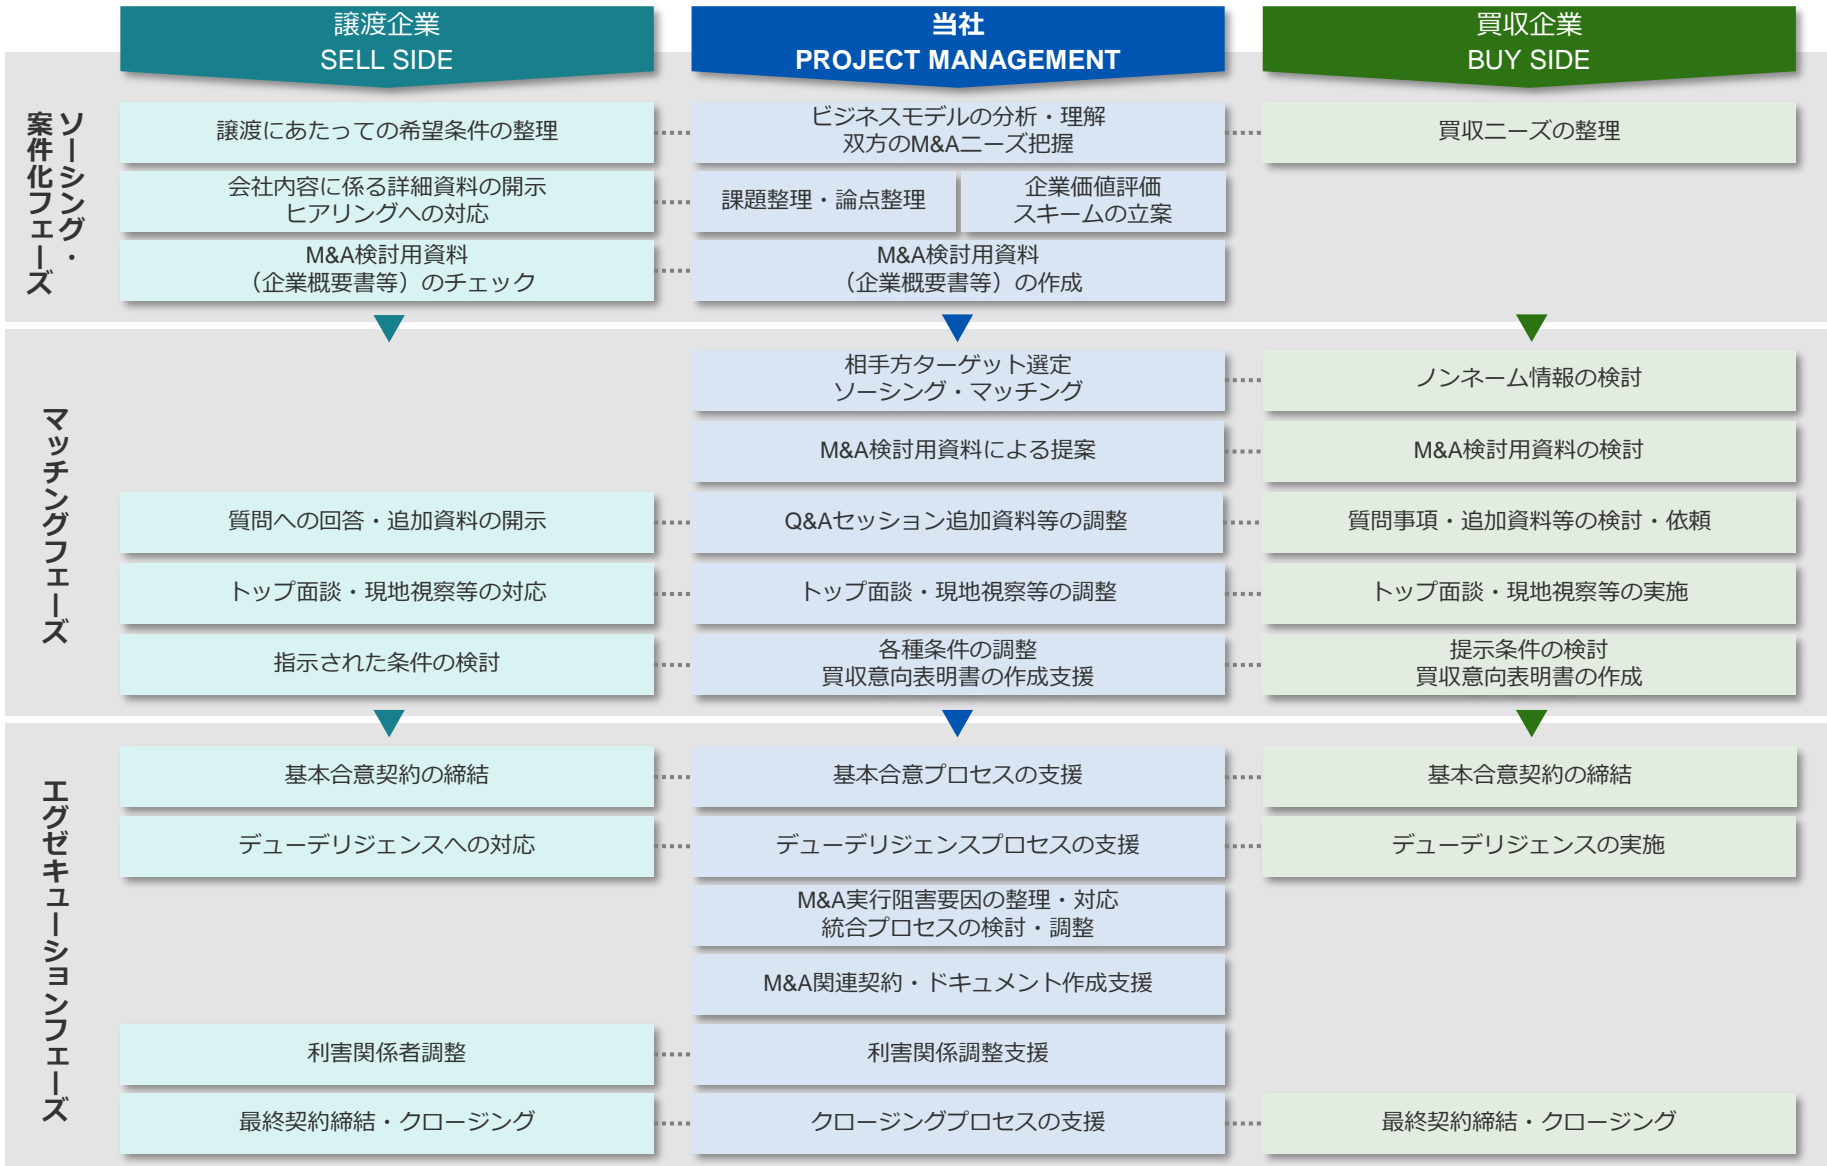 譲渡企業
SELL SIDE
当社
PROJECT MANAGEMENT
買収企業
BUY SIDE
ソーシング・
案件化フェーズ
譲渡にあたっての希望条件の整理
ビジネスモデルの分析・理解
双方のM&Aニーズ把握
買収ニーズの整理
会社内容に係る詳細資料の開示
ヒアリングへの対応
課題整理・論点整理
企業価値評価
スキームの立案
M&A検討用資料
（企業概要書等）のチェック
M&A検討用資料
（企業概要書等）の作成
マッチングフェーズ
相手方ターゲット選定
ソーシング・マッチング
ノンネーム情報の検討
M&A検討用資料による提案
M&A検討用資料の検討
質問への回答・追加資料の開示
Q&Aセッション追加資料等の調整
質問事項・追加資料等の検討・依頼
トップ面談・現地視察等の対応
トップ面談・現地視察等の調整
トップ面談・現地視察等の実施
指示された条件の検討
各種条件の調整
買収意向表明書の作成支援
提示条件の検討
買収意向表明書の作成
エグゼキューションフェーズ
基本合意契約の締結
基本合意プロセスの支援
基本合意契約の締結
デューデリジェンスへの対応
デューデリジェンスプロセスの支援
デューデリジェンスの実施
M&A実行阻害要因の整理・対応
統合プロセスの検討・調整
M&A関連契約・ドキュメント作成支援
利害関係者調整
利害関係調整支援
最終契約締結・クロージング
クロージングプロセスの支援
最終契約締結・クロージング